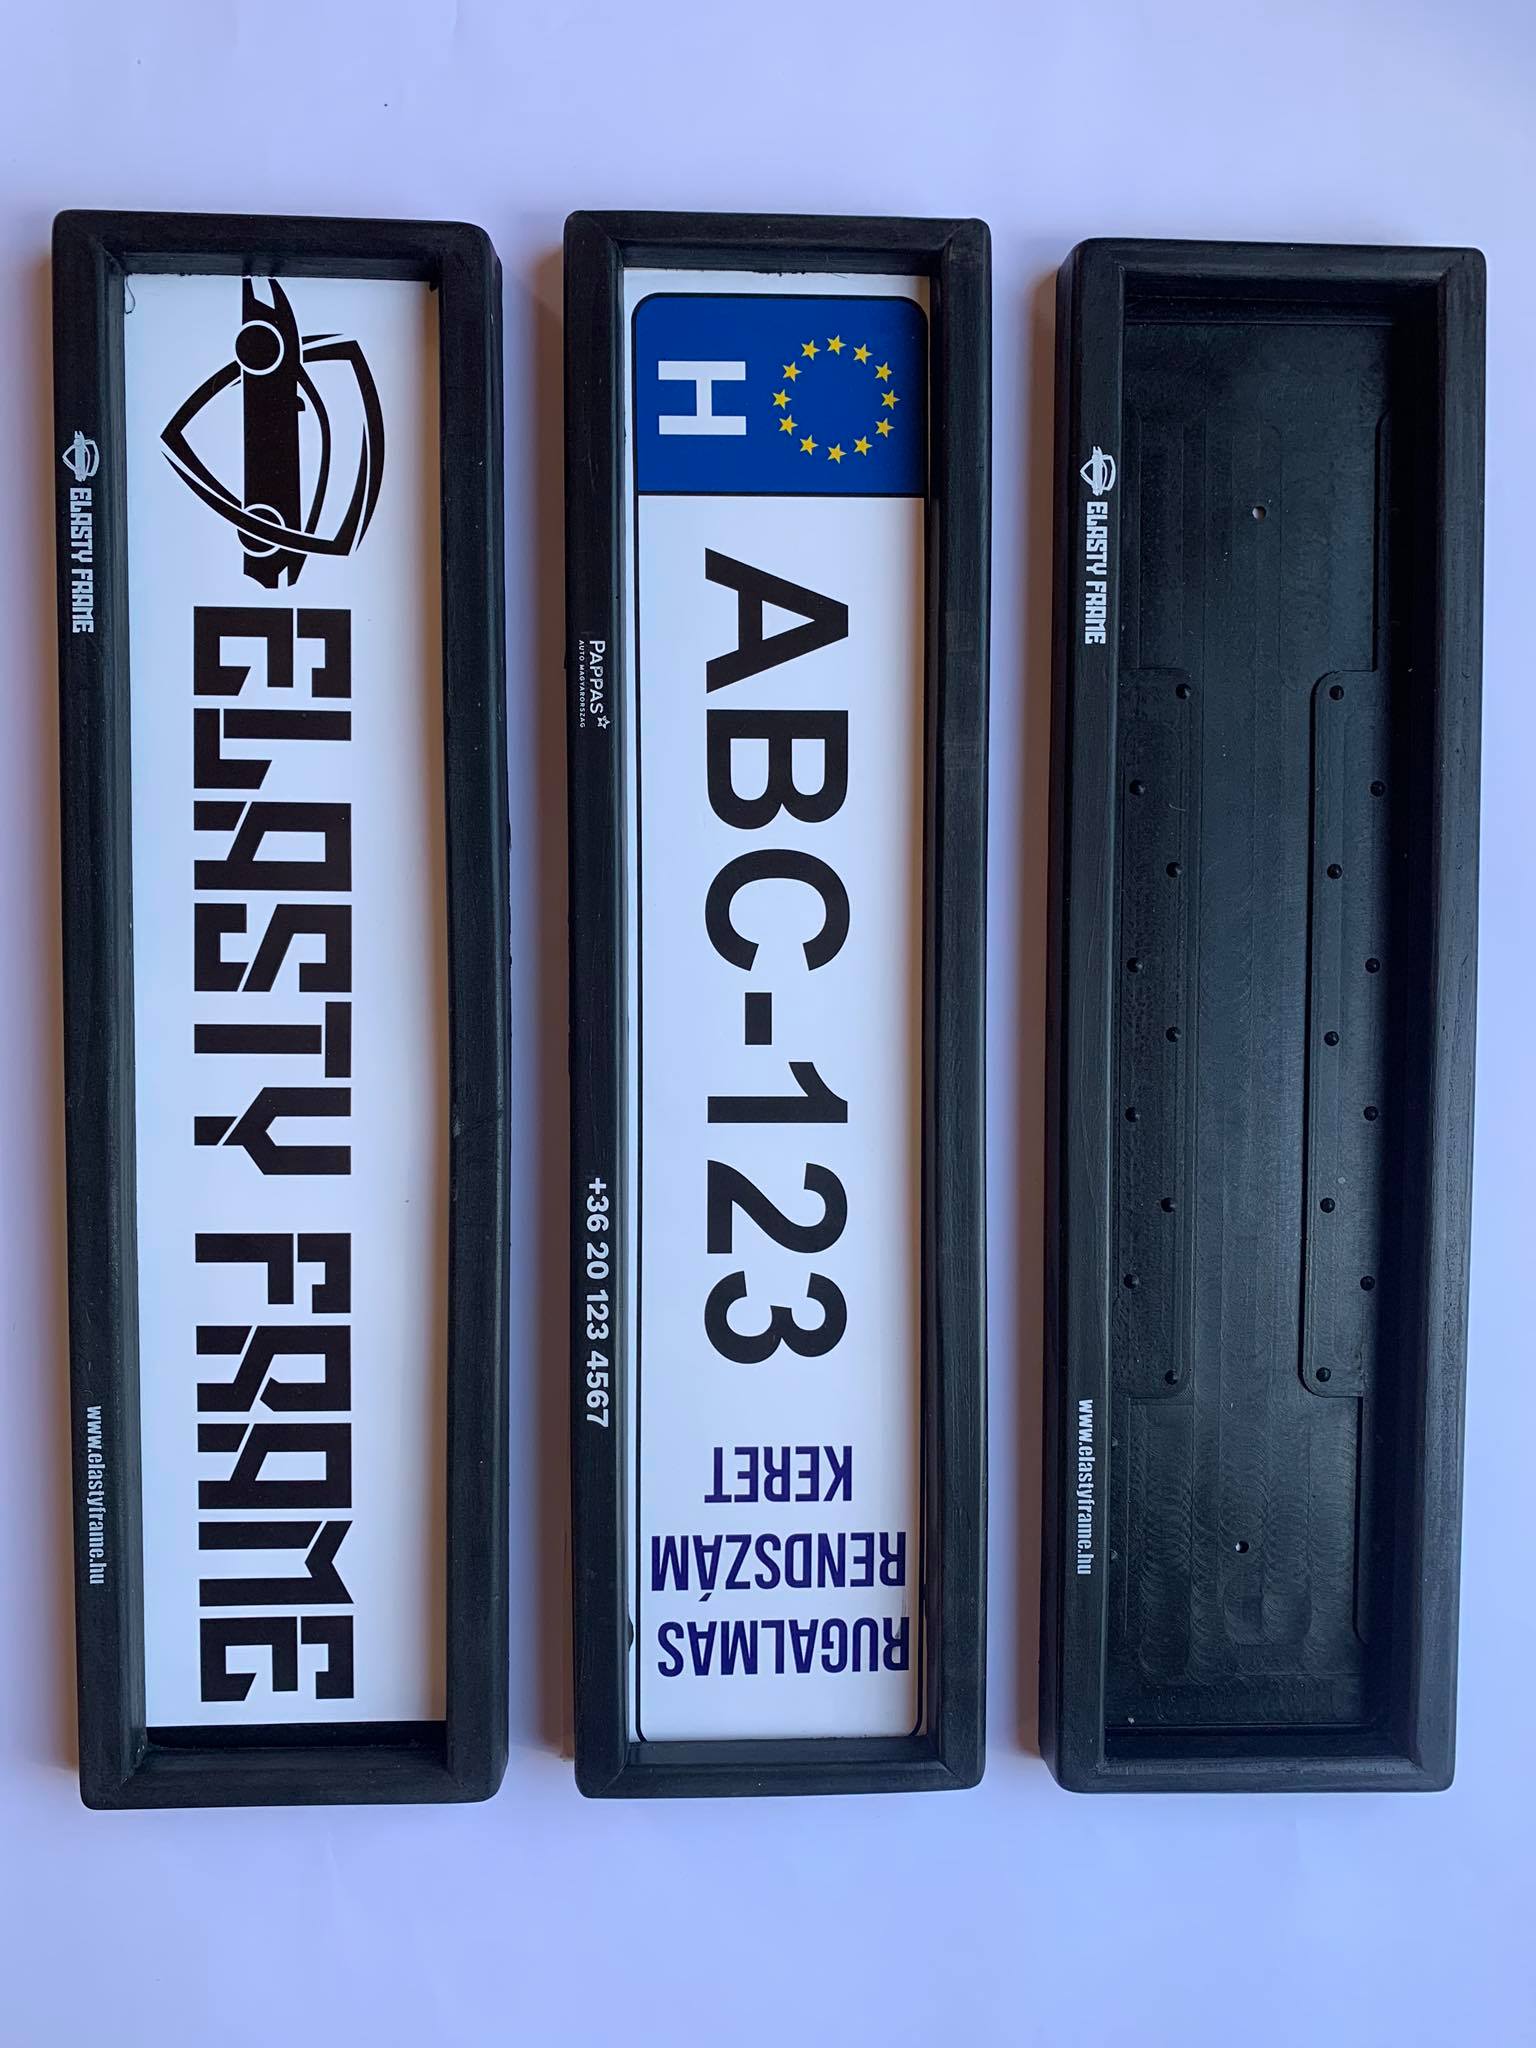 ELASTY FRAME
www.elastyframe.hu
H
ABC-123
RUGALMAS
RENDSZÁM
KERET
PAPPAS
AUTO MAGYARORSZAG
+36 20 123 4567
ELASTY FRAME
ELASTY FRAME
www.elastyframe.hu